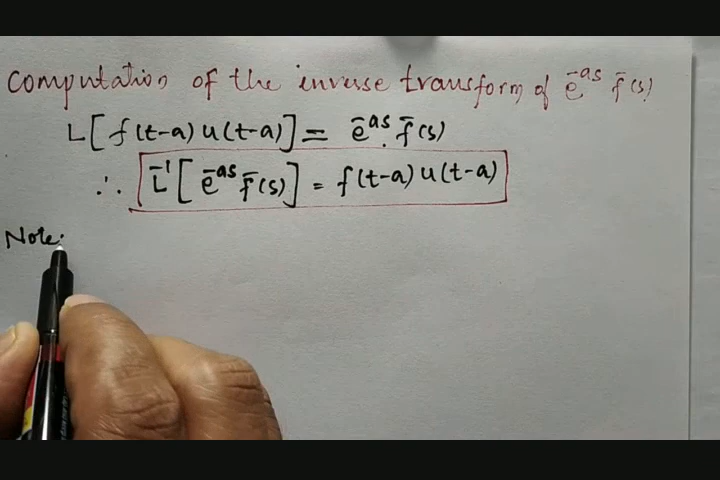 Computation of the inverse transform of e^{-as} f̄(s)
L[f(t-a)u(t-a)] = e^{-as} f̄(s)
∴ L^{-1}[e^{-as} f̄(s)] = f(t-a)u(t-a)
Note: